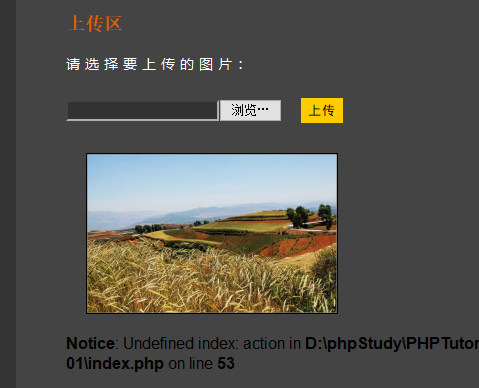 上传区
请选择要上传的图片：
浏览… 上传
Notice: Undefined index: action in D:\phpStudy\PHPTutor
01\index.php on line 53